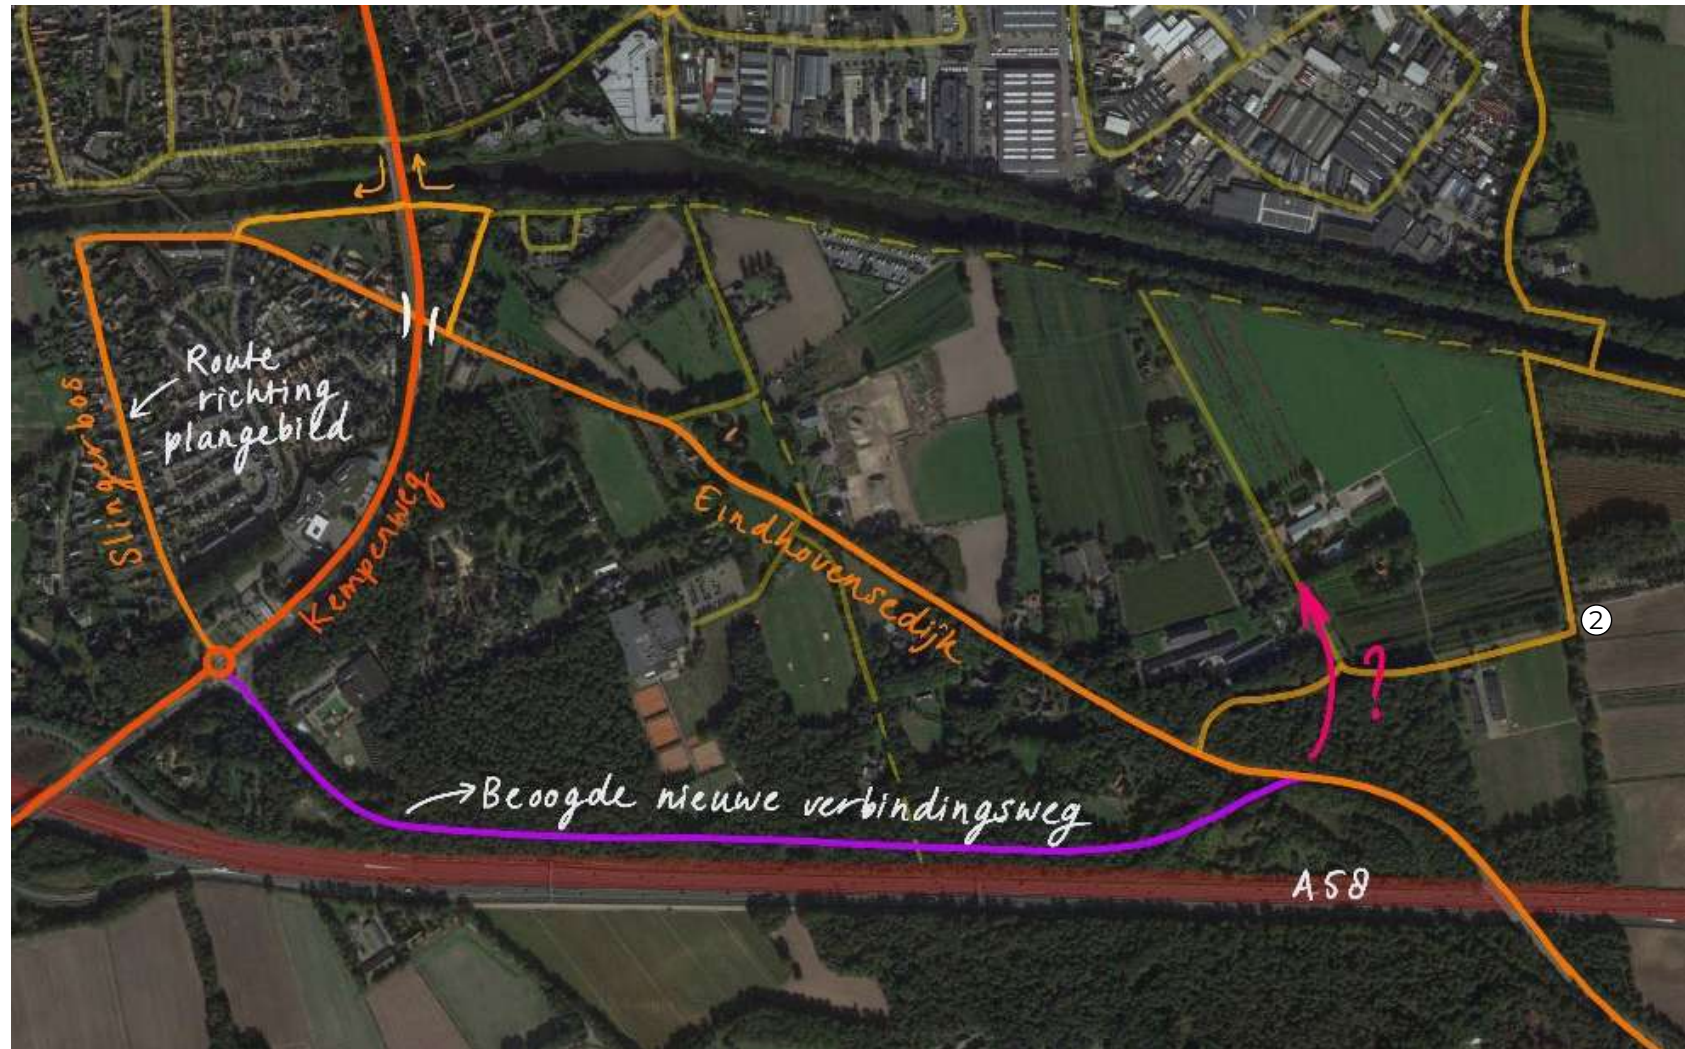 Route
richting
plangebied
Slingerbos
Kempenweg
Eindhovensedijk
②
?
→Beoogde nieuwe verbindingsweg
A58